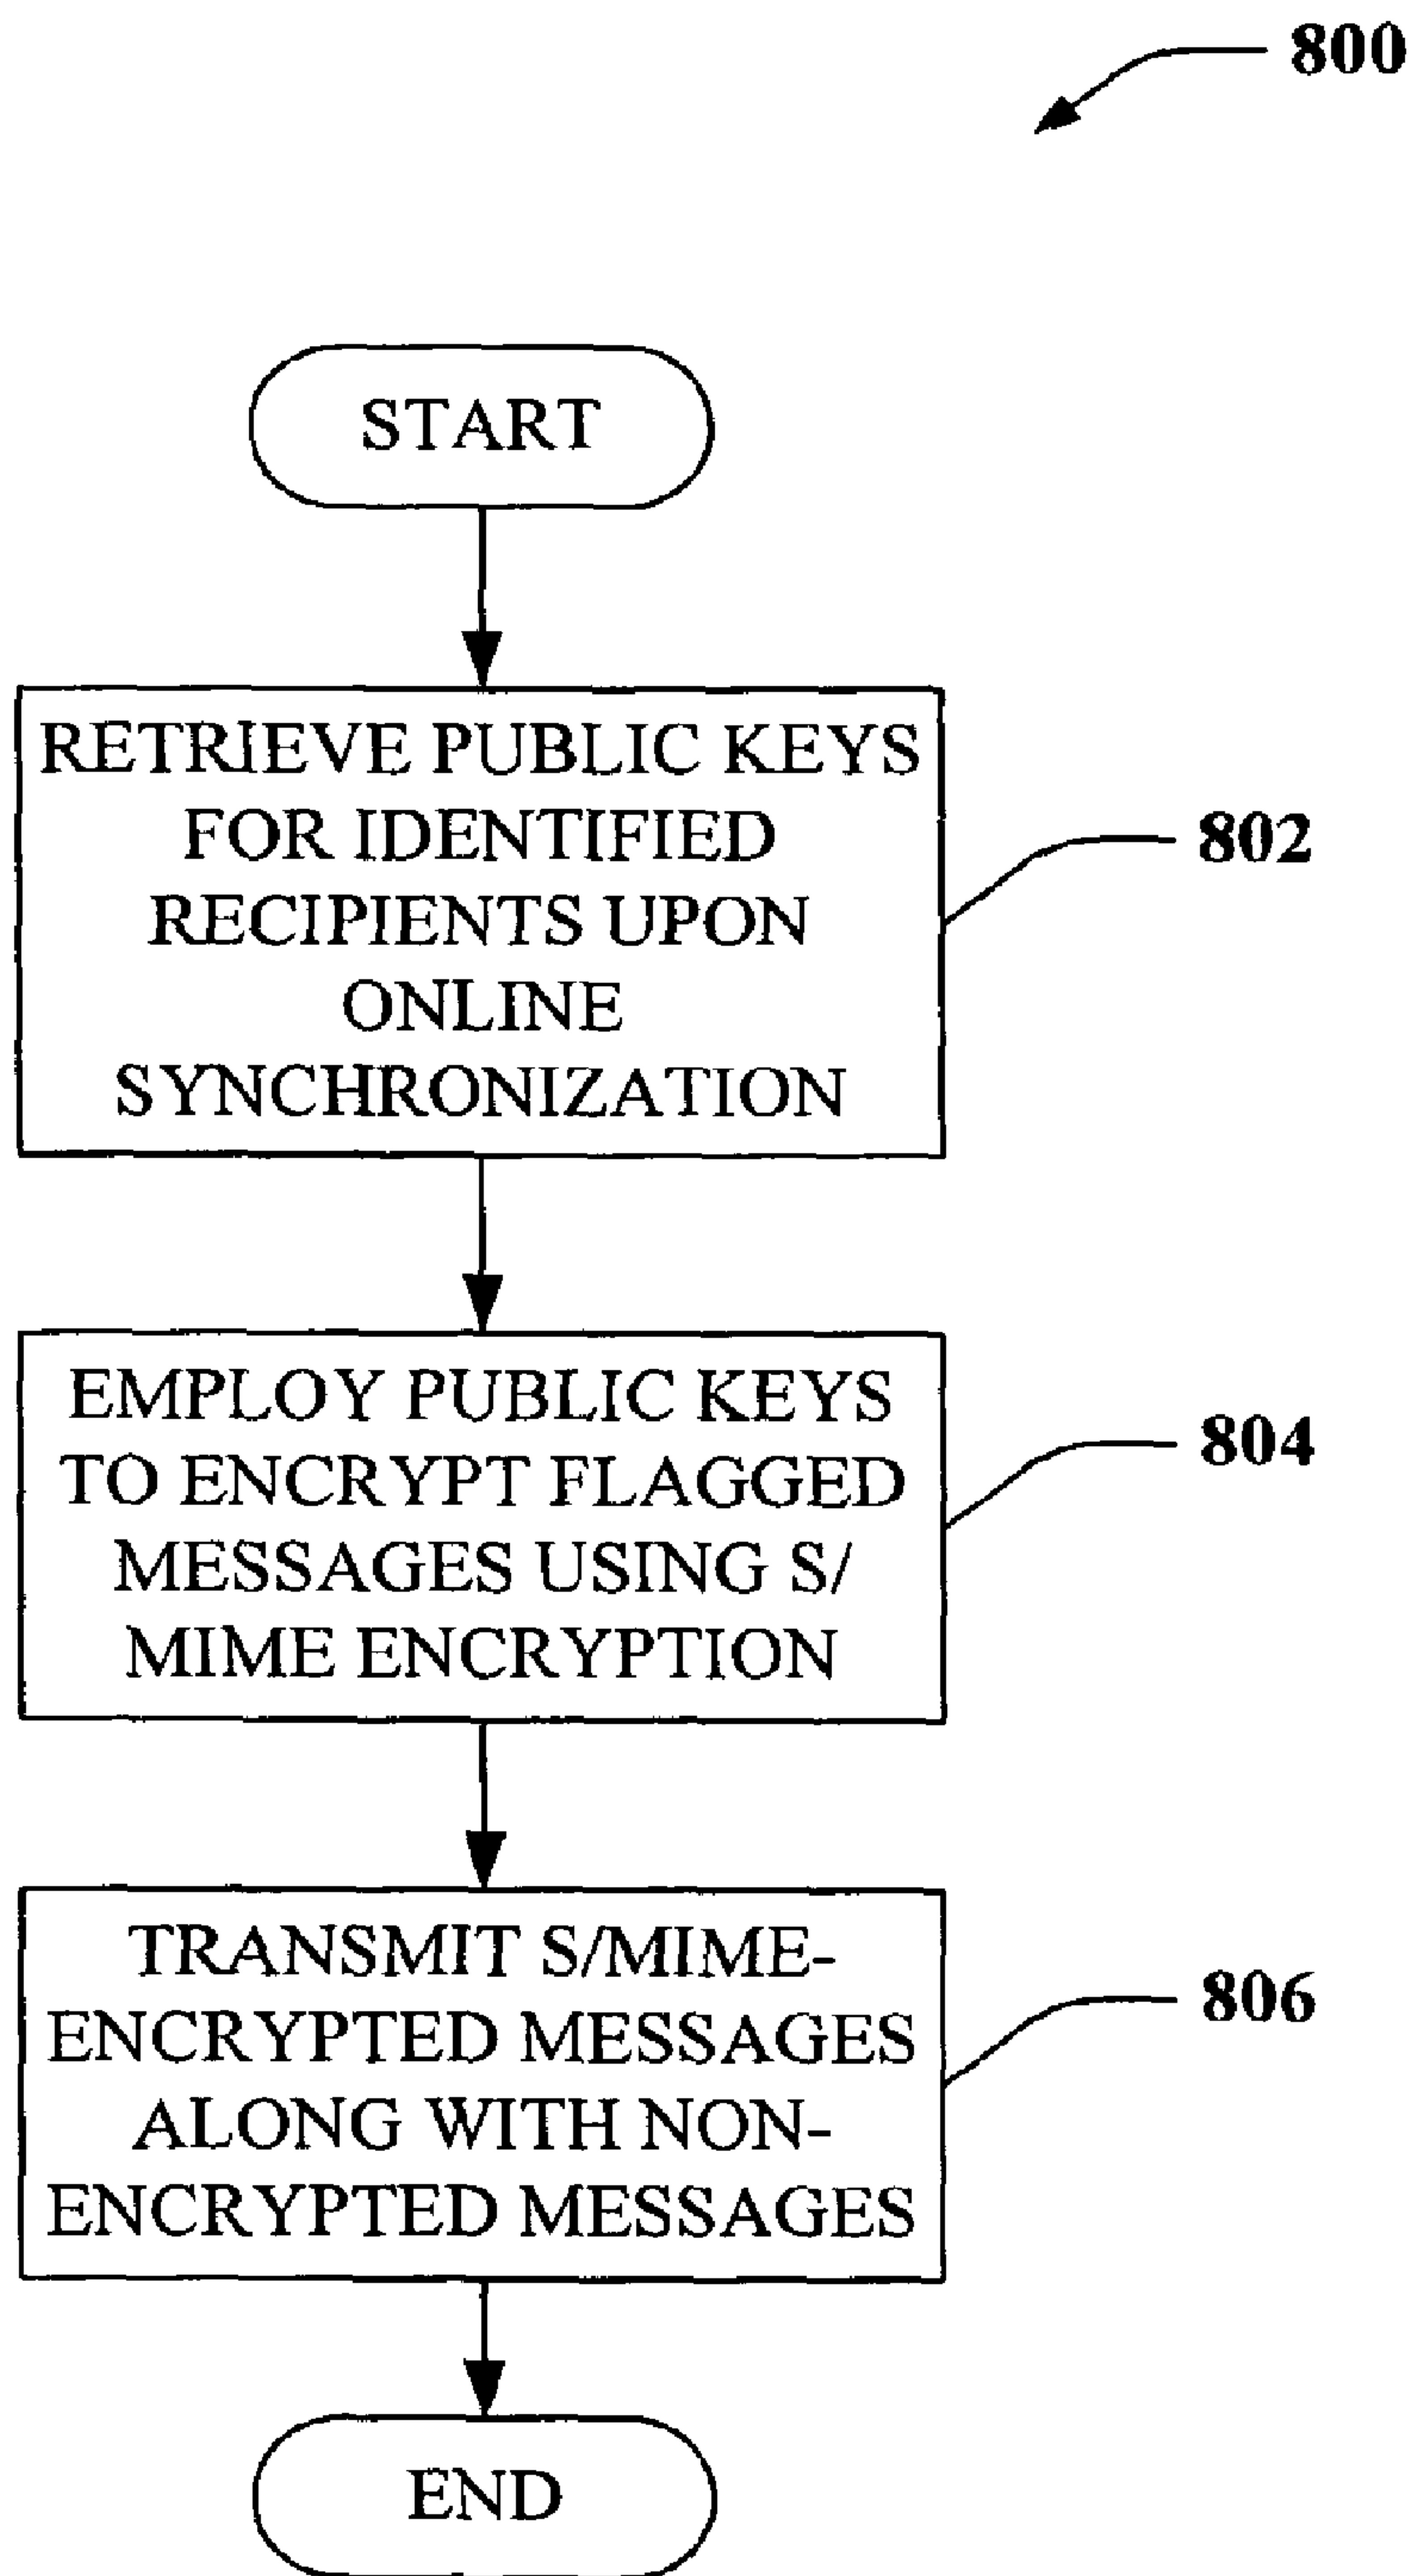 800
START
RETRIEVE PUBLIC KEYS
FOR IDENTIFIED
RECIPIENTS UPON
ONLINE
SYNCHRONIZATION
802
EMPLOY PUBLIC KEYS
TO ENCRYPT FLAGGED
MESSAGES USING S/
MIME ENCRYPTION
804
TRANSMIT S/MIME-
ENCRYPTED MESSAGES
ALONG WITH NON-
ENCRYPTED MESSAGES
806
END